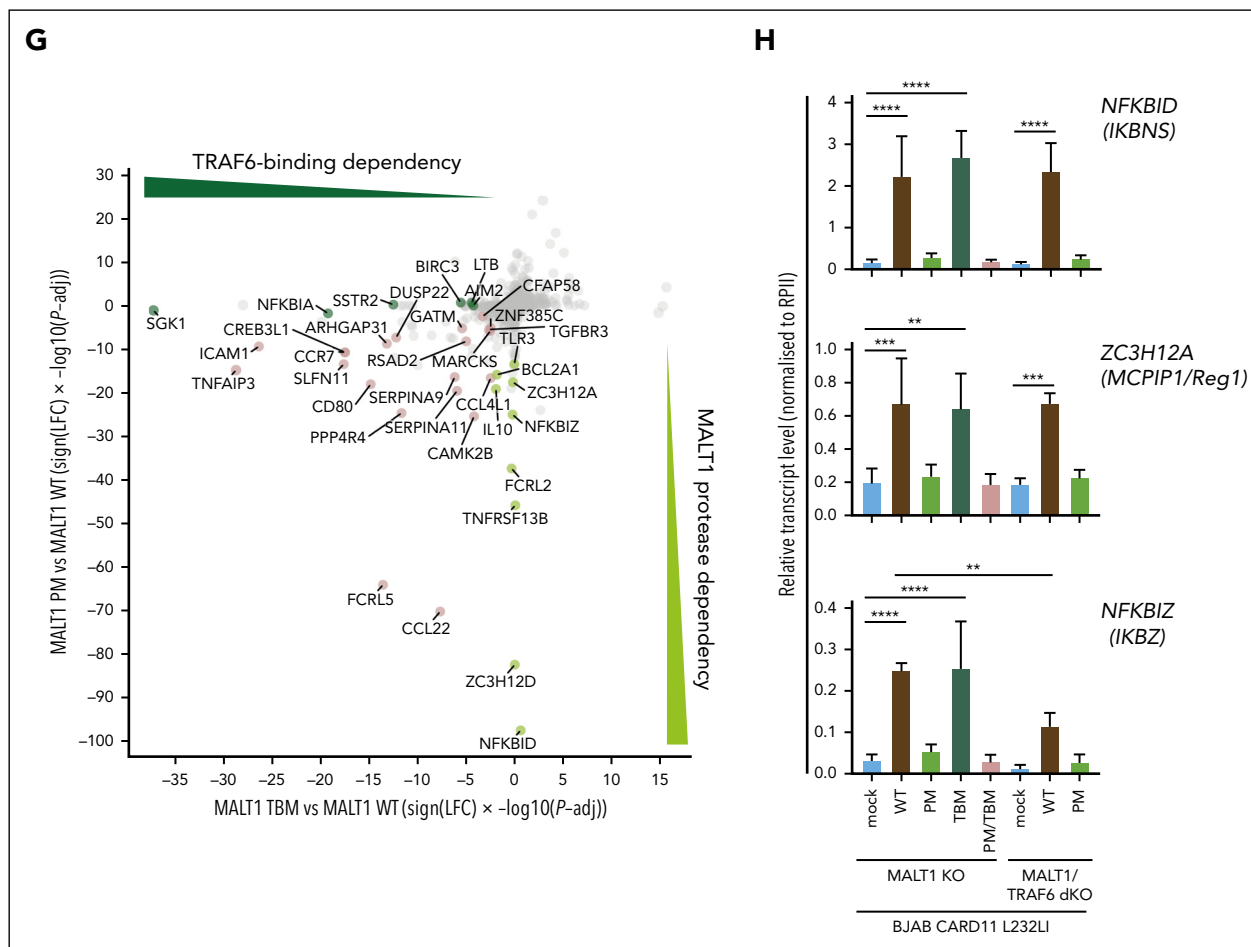 G
TRAF6-binding dependency
30
20
10
0
–10
–20
–30
–40
–50
–60
–70
–80
–90
–100
MALT1 PM vs MALT1 WT (sign(LFC) × –log10(P–adj))
SGK1
NFKBIA
SSTR2
DUSP22
BIRC3
LTB
AIM2
CFAP58
CREB3L1
ARHGAP31
GATM
ZNF385C
TGFBR3
TLR3
ICAM1
CCR7
RSAD2
MARCKS
BCL2A1
TNFAIP3
SLFN11
SERPINA9
CCL4L1
ZC3H12A
CD80
SERPINA11
IL10
NFKBIZ
PPP4R4
CAMK2B
FCRL2
TNFRSF13B
FCRL5
CCL22
ZC3H12D
NFKBID
MALT1 protease dependency
–35 –30 –25 –20 –15 –10 –5 0 5 10 15
MALT1 TBM vs MALT1 WT (sign(LFC) × –log10(P–adj))
H
Relative transcript level (normalised to RPII)
NFKBID
(IKBNS)
****
****
****
4
3
2
1
0
ZC3H12A
(MCPIP1/Reg1)
**
***
***
1.0
0.8
0.6
0.4
0.2
0.0
NFKBIZ
(IKBZ)
**
****
****
0.4
0.3
0.2
0.1
0.0
mock WT PM TBM PM/TBM mock WT PM
MALT1 KO
MALT1/
TRAF6 dKO
BJAB CARD11 L232LI